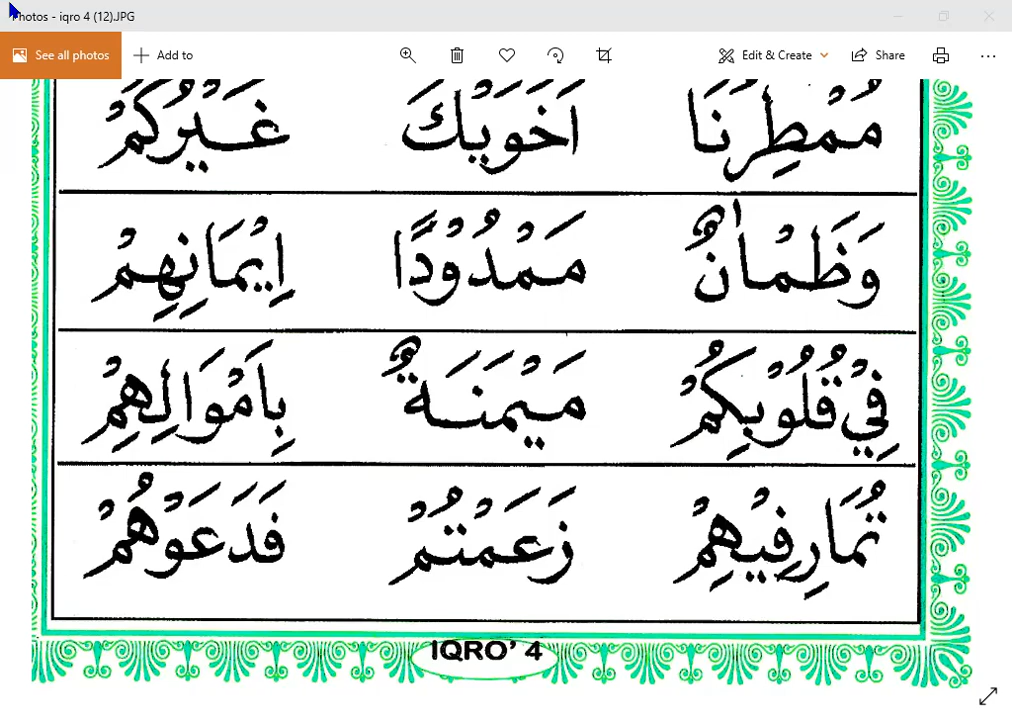 Photos - iqro 4 (12).JPG
See all photos Add to Edit & Create Share
مُمْطِرْنَا اَخَوَيْكَ غَيْرُكُمْ
وَظَمْاٰنٌ مَمْدُوْدًا اِيْمَانِهِمْ
فِيْ قُلُوْبِكُمْ مَيْمَنَةٌ بِاَمْوَالِهِمْ
تُمَارِفِيْهِمْ زَعَمْتُمْ فَدَعَوْهُمْ
IQRO' 4